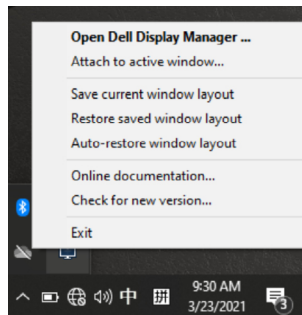 Open Dell Display Manager ...
Attach to active window...
Save current window layout
Restore saved window layout
Auto-restore window layout
Online documentation...
Check for new version...
Exit
中 拼 9:30 AM
3/23/2021 3